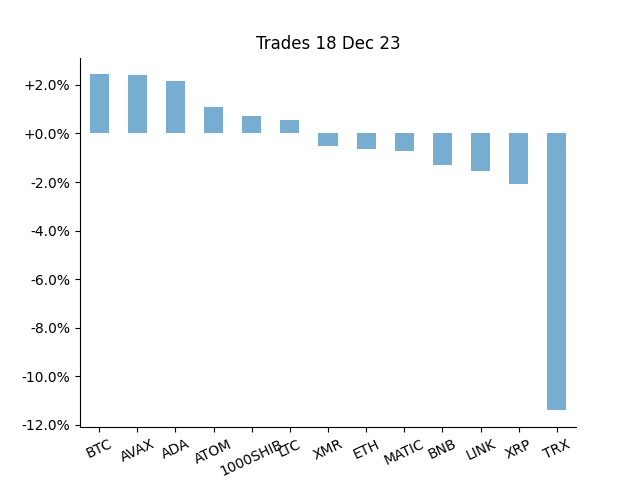 Trades 18 Dec 23
+2.0%
+0.0%
-2.0%
-4.0%
-6.0%
-8.0%
-10.0%
-12.0%
BTC
AVAX
ADA
ATOM
1000SHIB
LTC
XMR
ETH
MATIC
BNB
LINK
XRP
TRX